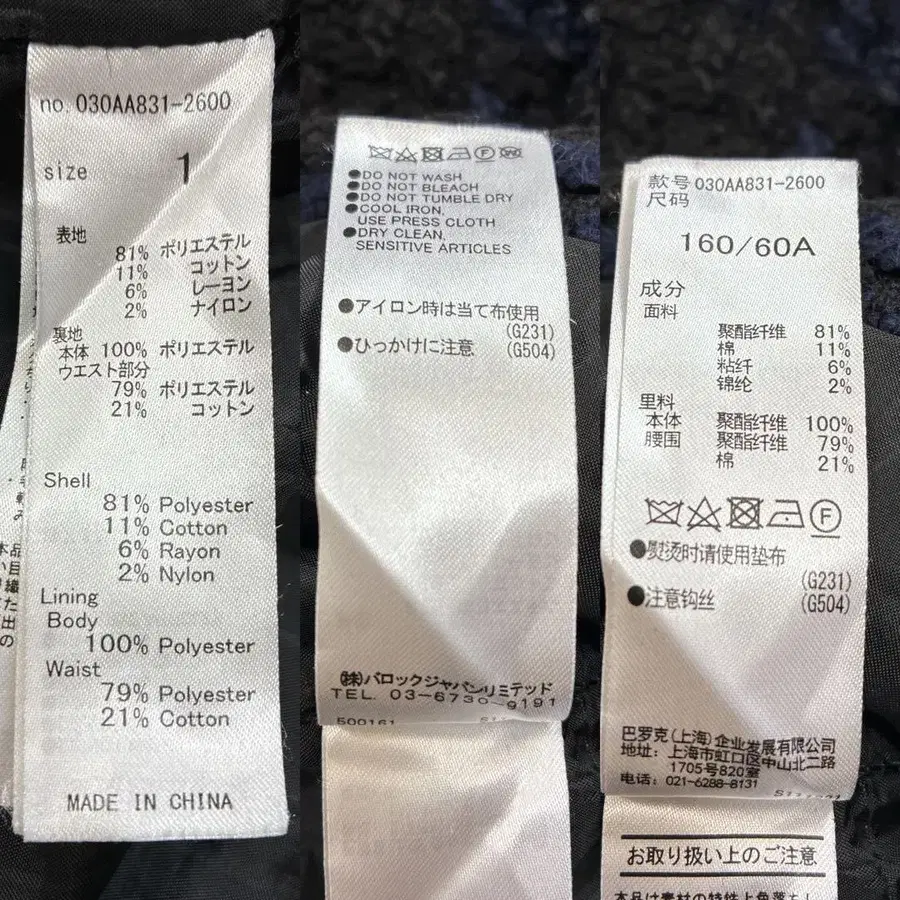 no. 030AA831-2600
size 1
表地
81% ポリエステル
11% コットン
6% レーヨン
2% ナイロン
裏地
本体 100% ポリエステル
ウエスト部分
79% ポリエステル
21% コットン
Shell
81% Polyester
11% Cotton
6% Rayon
2% Nylon
Lining
Body
100% Polyester
Waist
79% Polyester
21% Cotton
MADE IN CHINA
●DO NOT WASH
●DO NOT BLEACH
●DO NOT TUMBLE DRY
●COOL IRON,
USE PRESS CLOTH
●DRY CLEAN,
SENSITIVE ARTICLES
●アイロン時は当て布使用
(G231)
●ひっかけに注意 (G504)
(株)バロックジャパンリミテッド
TEL. 03-6730-9191
500161
款号030AA831-2600
尺码
160/60A
成分
面料
聚酯纤维 81%
棉 11%
粘纤 6%
锦纶 2%
里料
本体 聚酯纤维 100%
腰围 聚酯纤维 79%
棉 21%
F
●熨烫时请使用垫布
(G231)
●注意钩丝 (G504)
巴罗克(上海)企业发展有限公司
地址: 上海市虹口区中山北二路
1705号820室
电话: 021-6288-8131
お取り扱い上のご注意